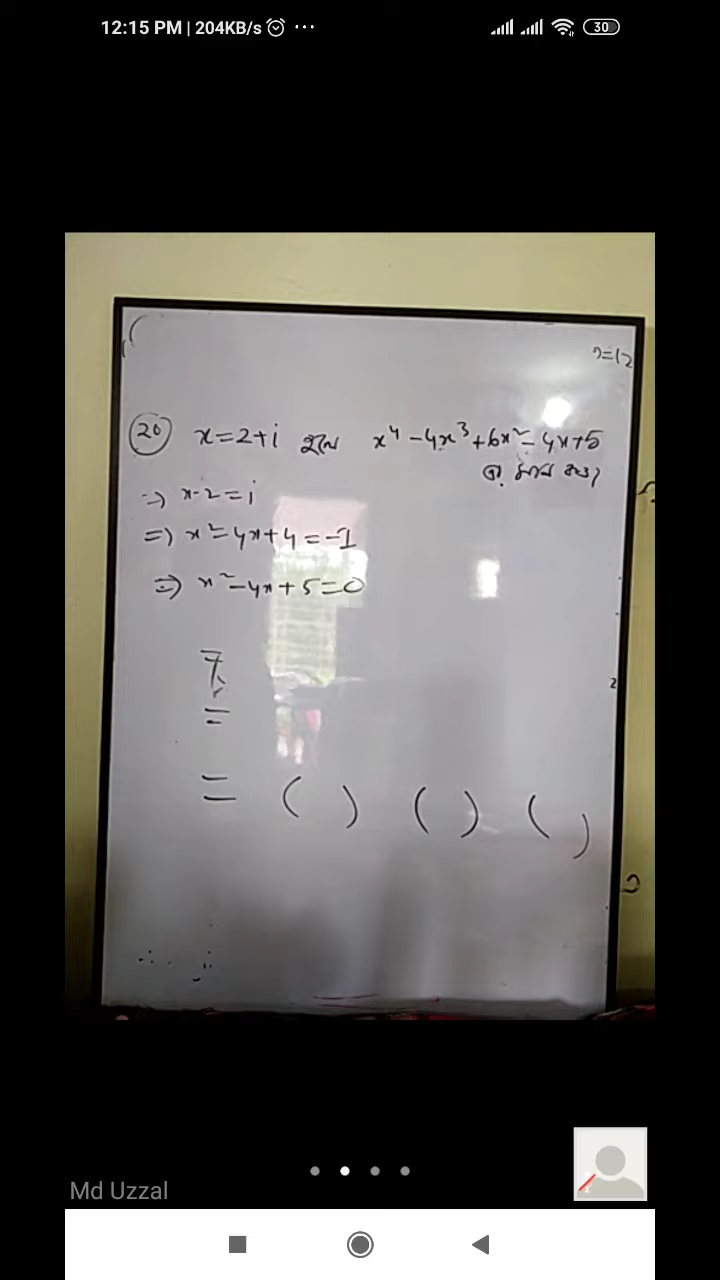 12:15 PM | 204KB/s ...
30
২০ x=2+i হলে x⁴-4x³+6x²-4x+5
এর মান কত?
=> x-2=i
=> x²-4x+4=-1
=> x²-4x+5=0
=
= ( ) ( ) ( )
Md Uzzal